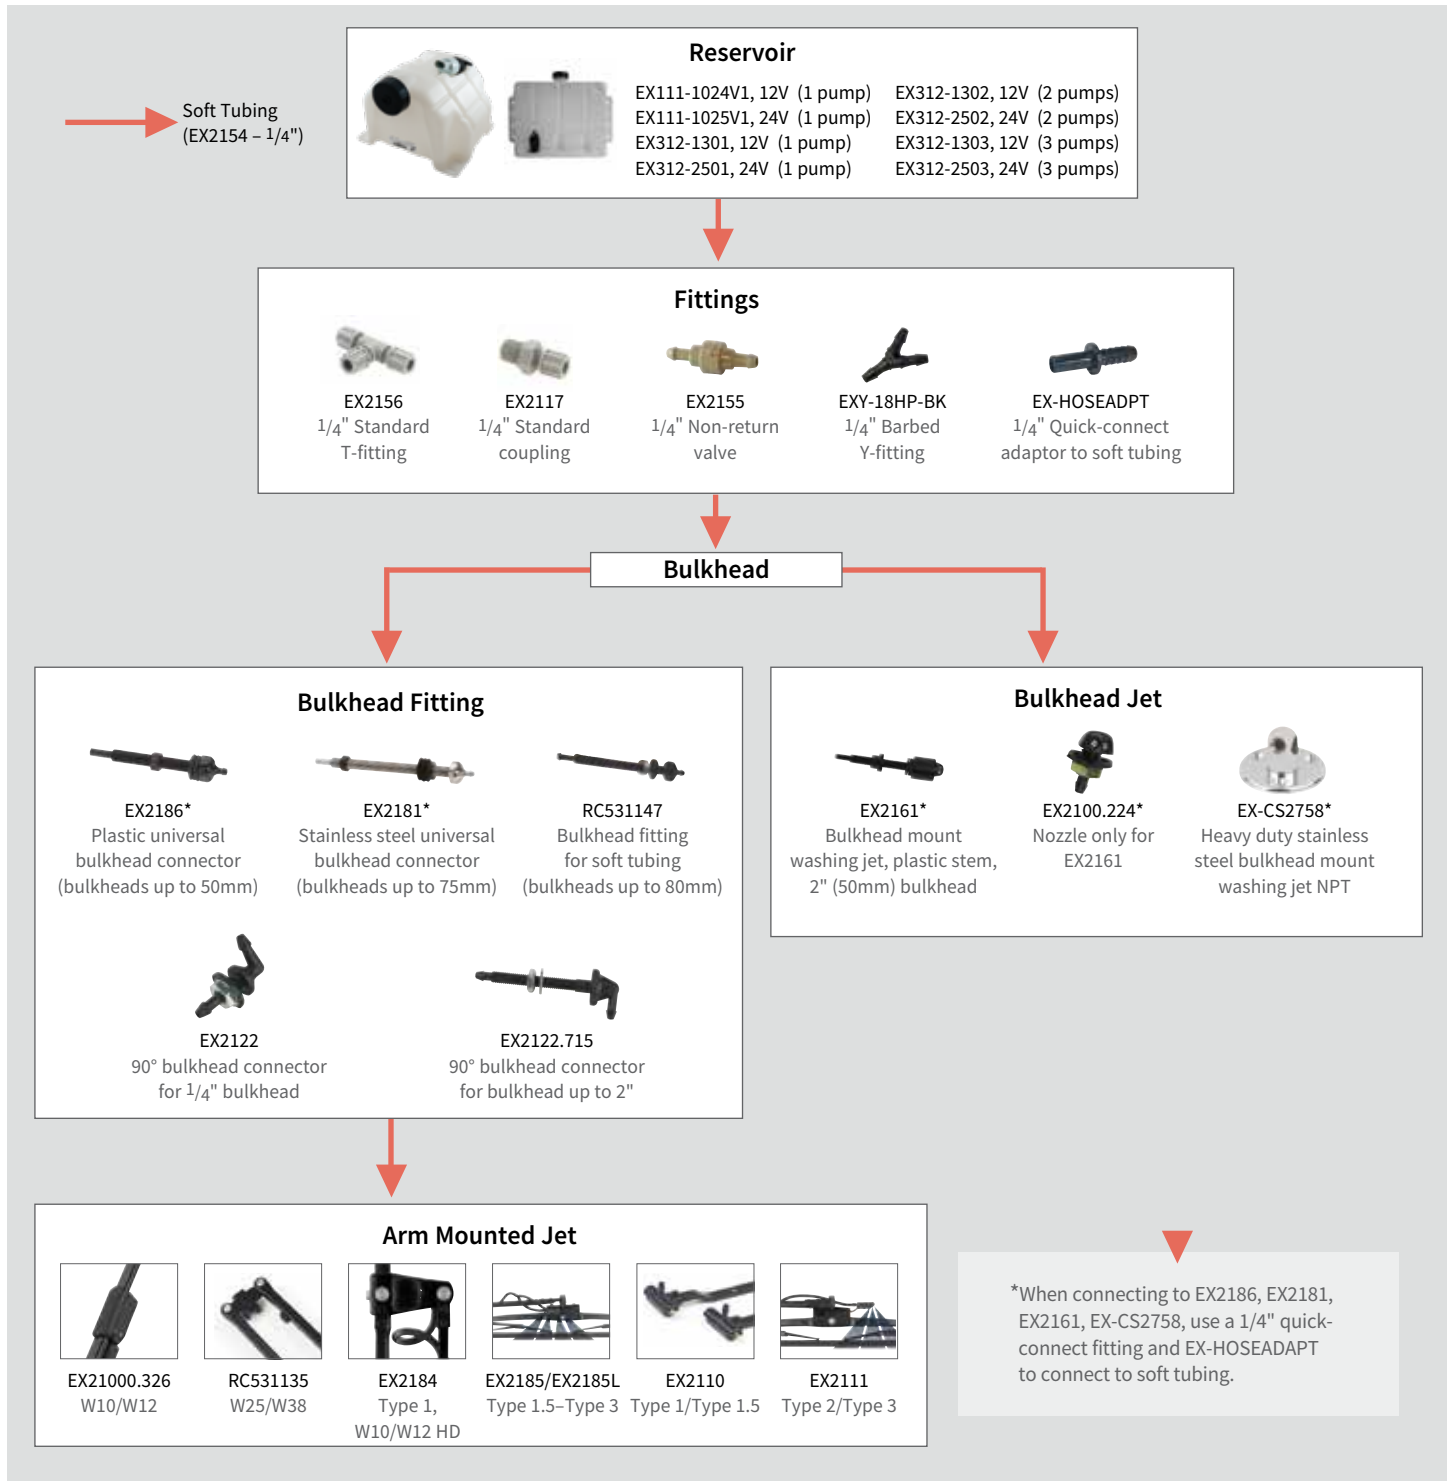 Soft Tubing
(EX2154 – 1/4")
Reservoir
EX111-1024V1, 12V (1 pump)
EX111-1025V1, 24V (1 pump)
EX312-1301, 12V (1 pump)
EX312-2501, 24V (1 pump)
EX312-1302, 12V (2 pumps)
EX312-2502, 24V (2 pumps)
EX312-1303, 12V (3 pumps)
EX312-2503, 24V (3 pumps)
Fittings
EX2156
1/4" Standard
T-fitting
EX2117
1/4" Standard
coupling
EX2155
1/4" Non-return
valve
EXY-18HP-BK
1/4" Barbed
Y-fitting
EX-HOSEADPT
1/4" Quick-connect
adaptor to soft tubing
Bulkhead
Bulkhead Fitting
EX2186*
Plastic universal
bulkhead connector
(bulkheads up to 50mm)
EX2181*
Stainless steel universal
bulkhead connector
(bulkheads up to 75mm)
RC531147
Bulkhead fitting
for soft tubing
(bulkheads up to 80mm)
EX2122
90° bulkhead connector
for 1/4" bulkhead
EX2122.715
90° bulkhead connector
for bulkhead up to 2"
Bulkhead Jet
EX2161*
Bulkhead mount
washing jet, plastic stem,
2" (50mm) bulkhead
EX2100.224*
Nozzle only for
EX2161
EX-CS2758*
Heavy duty stainless
steel bulkhead mount
washing jet NPT
Arm Mounted Jet
EX21000.326
W10/W12
RC531135
W25/W38
EX2184
Type 1,
W10/W12 HD
EX2185/EX2185L
Type 1.5–Type 3
EX2110
Type 1/Type 1.5
EX2111
Type 2/Type 3
*When connecting to EX2186, EX2181,
EX2161, EX-CS2758, use a 1/4" quick-
connect fitting and EX-HOSEADAPT
to connect to soft tubing.